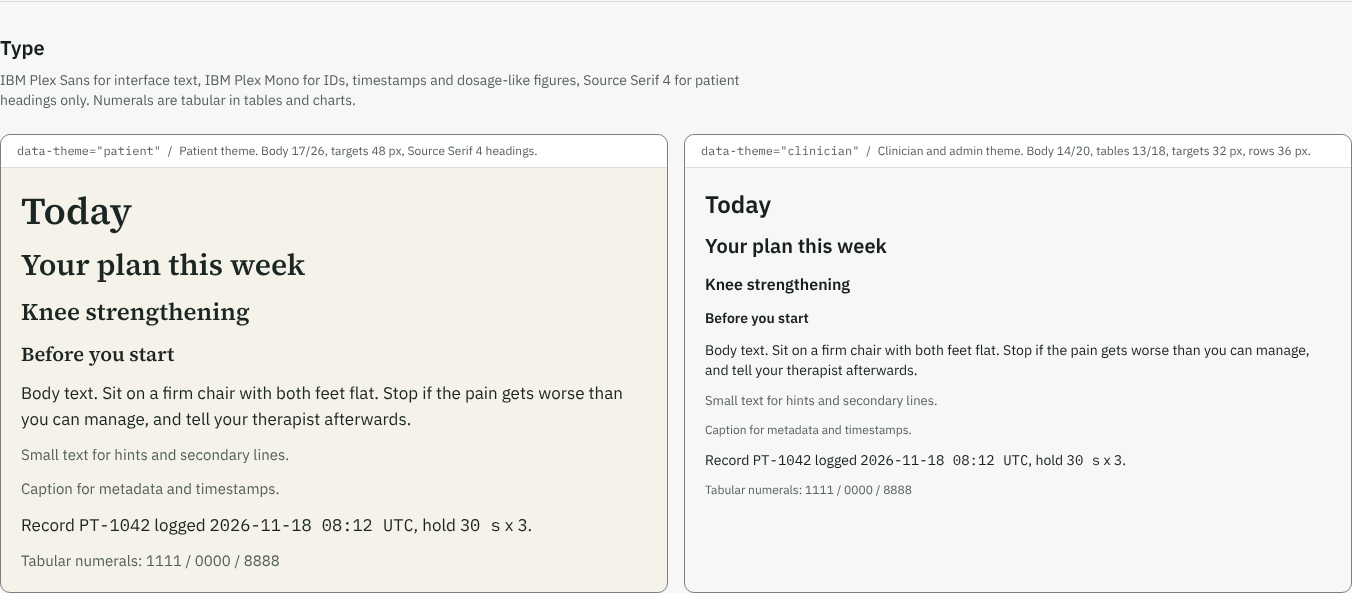 Type
IBM Plex Sans for interface text, IBM Plex Mono for IDs, timestamps and dosage-like figures, Source Serif 4 for patient
headings only. Numerals are tabular in tables and charts.
data-theme="patient" / Patient theme. Body 17/26, targets 48 px, Source Serif 4 headings.
Today
Your plan this week
Knee strengthening
Before you start
Body text. Sit on a firm chair with both feet flat. Stop if the pain gets worse than
you can manage, and tell your therapist afterwards.
Small text for hints and secondary lines.
Caption for metadata and timestamps.
Record PT-1042 logged 2026-11-18 08:12 UTC, hold 30 s x 3.
Tabular numerals: 1111 / 0000 / 8888
data-theme="clinician" / Clinician and admin theme. Body 14/20, tables 13/18, targets 32 px, rows 36 px.
Today
Your plan this week
Knee strengthening
Before you start
Body text. Sit on a firm chair with both feet flat. Stop if the pain gets worse than you can manage,
and tell your therapist afterwards.
Small text for hints and secondary lines.
Caption for metadata and timestamps.
Record PT-1042 logged 2026-11-18 08:12 UTC, hold 30 s x 3.
Tabular numerals: 1111 / 0000 / 8888